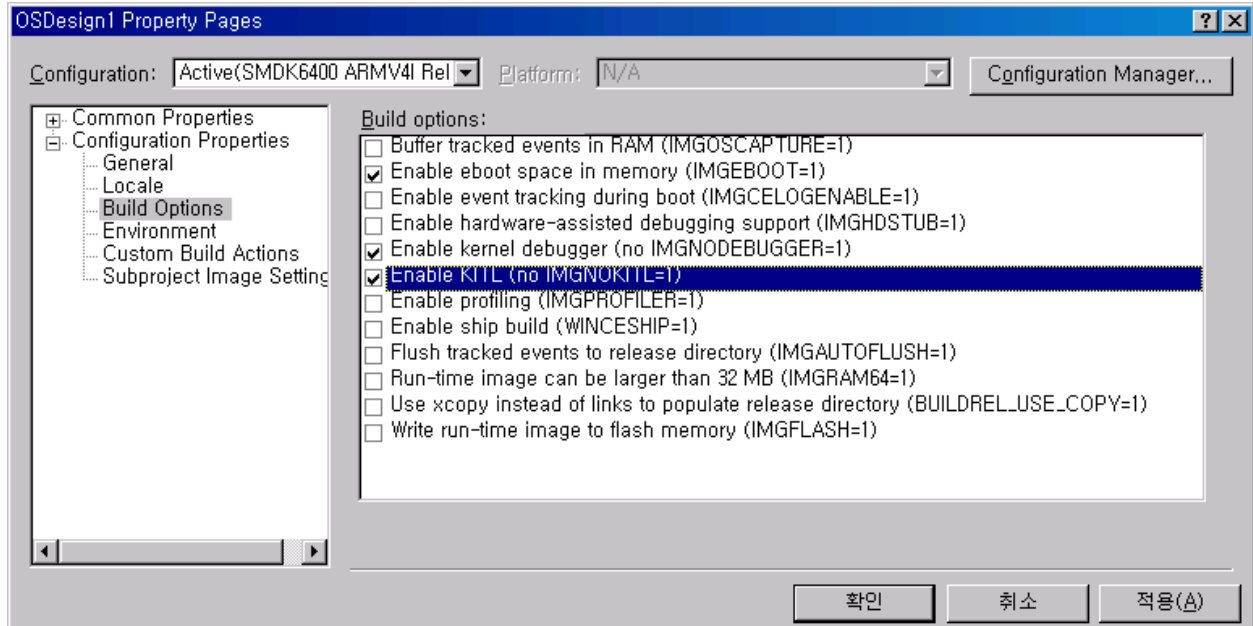 OSDesign1 Property Pages
Configuration: Active(SMDK6400 ARMV4I Rel Platform: N/A Configuration Manager...
Common Properties
Configuration Properties
General
Locale
Build Options
Environment
Custom Build Actions
Subproject Image Setting
Build options:
Buffer tracked events in RAM (IMGOSCAPTURE=1)
Enable eboot space in memory (IMGEBOOT=1)
Enable event tracking during boot (IMGCELOGENABLE=1)
Enable hardware-assisted debugging support (IMGHDSTUB=1)
Enable kernel debugger (no IMGNODEBUGGER=1)
Enable KITL (no IMGNOKITL=1)
Enable profiling (IMGPROFILER=1)
Enable ship build (WINCESHIP=1)
Flush tracked events to release directory (IMGAUTOFLUSH=1)
Run-time image can be larger than 32 MB (IMGRAM64=1)
Use xcopy instead of links to populate release directory (BUILDREL_USE_COPY=1)
Write run-time image to flash memory (IMGFLASH=1)
확인 취소 적용(A)